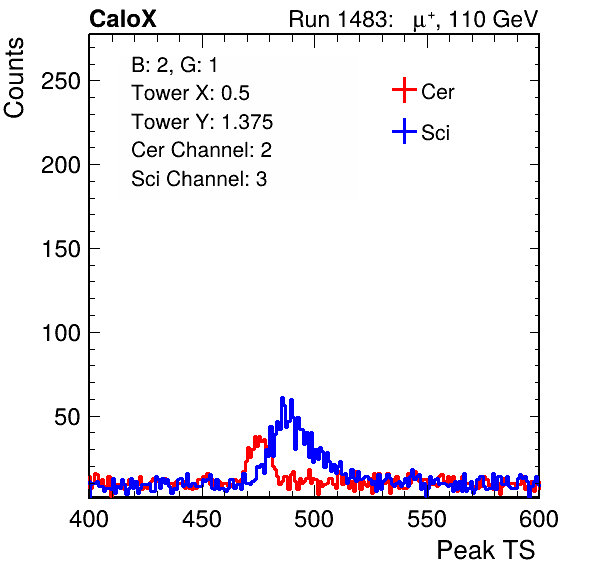 CaloX Run 1483: μ⁺, 110 GeV
B: 2, G: 1
Tower X: 0.5
Tower Y: 1.375
Cer Channel: 2
Sci Channel: 3
Cer
Sci
Counts
250
200
150
100
50
400 450 500 550 600
Peak TS